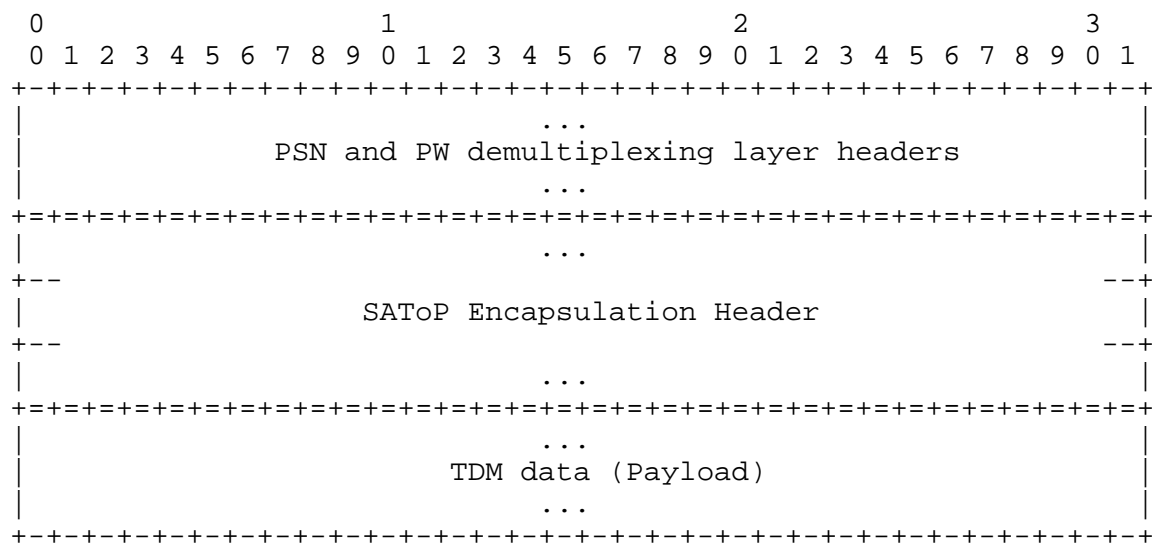 0                   1                   2                   3
 0 1 2 3 4 5 6 7 8 9 0 1 2 3 4 5 6 7 8 9 0 1 2 3 4 5 6 7 8 9 0 1
+-+-+-+-+-+-+-+-+-+-+-+-+-+-+-+-+-+-+-+-+-+-+-+-+-+-+-+-+-+-+-+-+
|                             ...                               |
|              PSN and PW demultiplexing layer headers          |
|                             ...                               |
+=+=+=+=+=+=+=+=+=+=+=+=+=+=+=+=+=+=+=+=+=+=+=+=+=+=+=+=+=+=+=+=+
|                             ...                               |
+--                                                           --+
|                   SAToP Encapsulation Header                  |
+--                                                           --+
|                             ...                               |
+=+=+=+=+=+=+=+=+=+=+=+=+=+=+=+=+=+=+=+=+=+=+=+=+=+=+=+=+=+=+=+=+
|                             ...                               |
|                        TDM data (Payload)                     |
|                             ...                               |
+-+-+-+-+-+-+-+-+-+-+-+-+-+-+-+-+-+-+-+-+-+-+-+-+-+-+-+-+-+-+-+-+